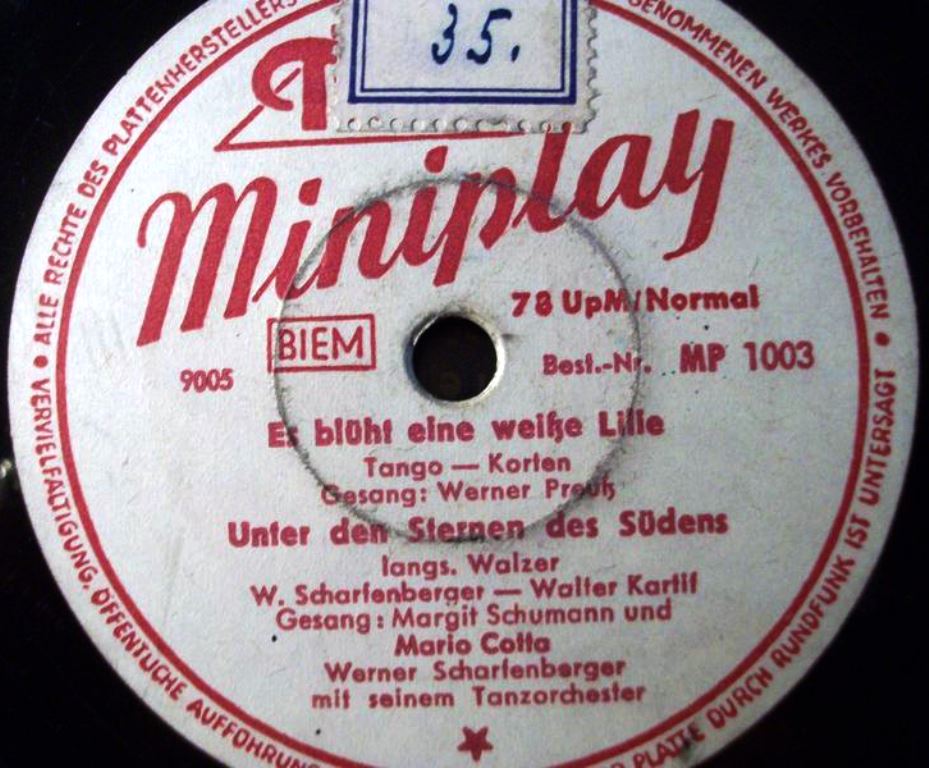 35.
Miniplay
78 UpM/Normal
BIEM
9005
Best.-Nr. MP 1003
Es blüht eine weiße Lilie
Tango — Korten
Gesang: Werner Preuß
Unter den Sternen des Südens
langs. Walzer
W. Scharfenberger — Walter Kartif
Gesang: Margit Schumann und
Mario Cotta
Werner Scharfenberger
mit seinem Tanzorchester
• ALLE RECHTE DES PLATTENHERSTELLERS
GENOMMENEN WERKES VORBEHALTEN •
VERVIELFÄLTIGUNG, ÖFFENTLICHE AUFFÜHRUNG
PLATTE DURCH RUNDFUNK IST UNTERSAGT